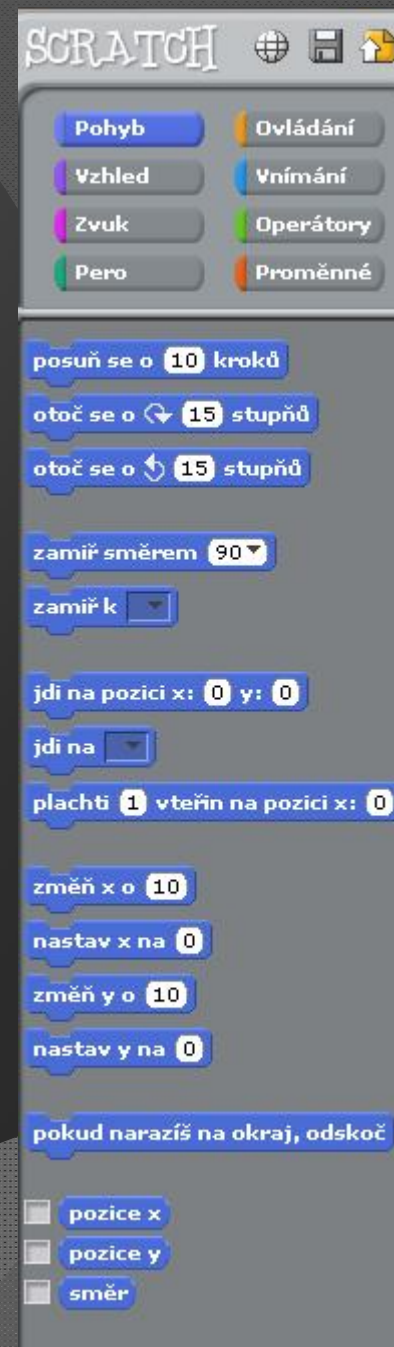 SCRATCH
Pohyb Ovládání
Vzhled Vnímání
Zvuk Operátory
Pero Proměnné
posuň se o 10 kroků
otoč se o 15 stupňů
otoč se o 15 stupňů
zamiř směrem 90
zamiř k
jdi na pozici x: 0 y: 0
jdi na
plachti 1 vteřin na pozici x: 0
změň x o 10
nastav x na 0
změň y o 10
nastav y na 0
pokud narazíš na okraj, odskoč
pozice x
pozice y
směr